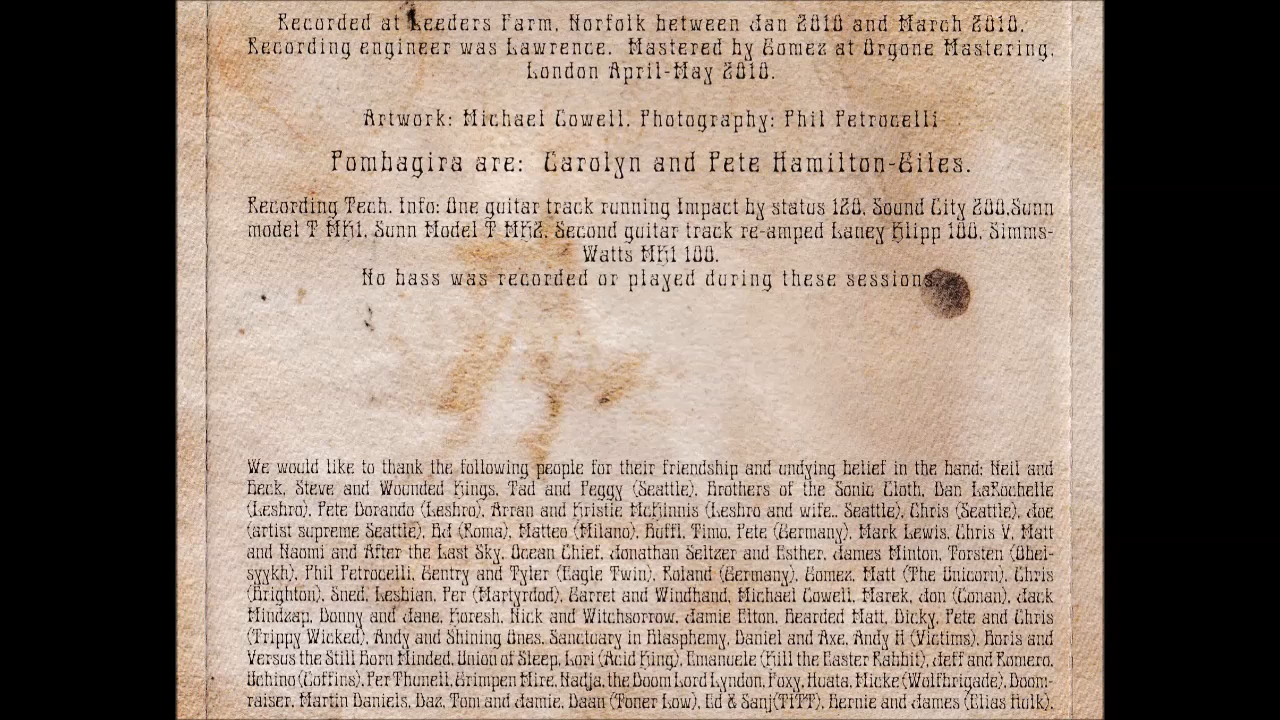 Recorded at Leeders Farm, Norfolk between Jan 2010 and March 2010.
Recording engineer was Lawrence. Mastered by Gomez at Orgone Mastering,
London April-May 2010.
Artwork: Michael Cowell. Photography: Phil Petrocelli
Pombagira are: Carolyn and Pete Hamilton-Giles.
Recording Tech. Info: One guitar track running Impact by status 120, Sound City 200,Sunn
model T MK1, Sunn Model T MK2. Second guitar track re-amped Laney Klipp 100, Simms-
Watts MK1 100.
No bass was recorded or played during these sessions.
We would like to thank the following people for their friendship and undying belief in the band: Neil and
Beck, Steve and Wounded Kings, Tad and Peggy (Seattle), Brothers of the Sonic Cloth, Dan LaRochelle
(Leshro), Pete Dorando (Leshro), Arran and Kristie McKinnis (Leshro and wife.. Seattle), Chris (Seattle), Joe
(artist supreme Seattle), Ad (Roma), Matteo (Milano), Buffi, Timo, Pete (Germany), Mark Lewis, Chris V, Matt
and Naomi and After the Last Sky, Ocean Chief, Jonathan Seltzer and Esther, James Minton, Torsten (Obei-
syykh), Phil Petrocelli, Gentry and Tyler (Eagle Twin), Roland (Germany), Gomez, Matt (The Unicorn), Chris
(Brighton), Sned, Lesbian, Per (Martyrdod), Garret and Windhand, Michael Cowell, Marek, Jon (Conan), Jack
Mindzap, Donny and Jane, Koresh, Nick and Witchsorrow, Jamie Elton, Bearded Matt, Dicky, Pete and Chris
(Trippy Wicked), Andy and Shining Ones, Sanctuary in Blasphemy, Daniel and Axe, Andy H (Victims), Boris and
Versus the Still Born Minded, Union of Sleep, Lori (Acid King), Emanuele (Kill the Easter Rabbit), Jeff and Romero,
Uchino (Coffins), Per Thunell, Grimpen Mire, Nadja, the Doom Lord Lyndon, Foxy, Huata, Micke (Wolfbrigade), Doom-
raiser, Martin Daniels, Daz, Tom and Jamie, Daan (Toner Low), Ed & Sanj(TITT), Bernie and James (Elias Hulk).